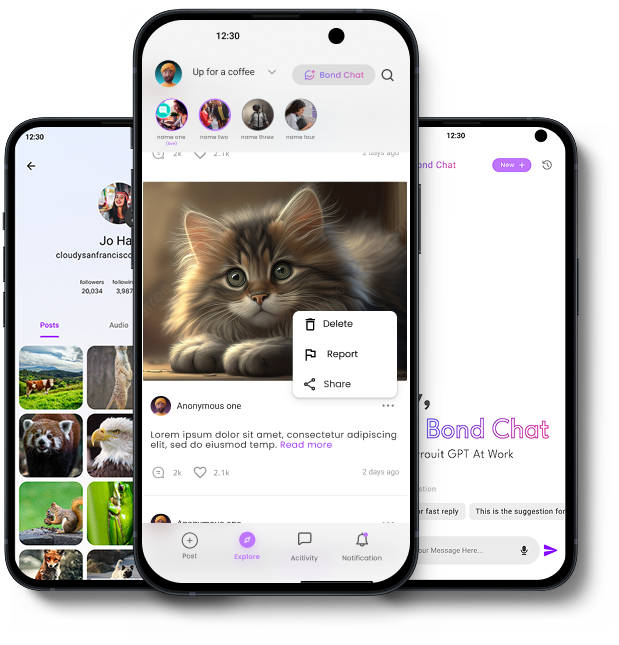 12:30
Up for a coffee
Bond Chat
name one
(live)
name two
name three
name four
2k
2.1k
2 days ago
Delete
Report
Share
Anonymous one
Lorem ipsum dolor sit amet, consectetur adipiscing
elit, sed do eiusmod temp. Read more
2k
2.1k
2 days ago
Anonymous one
Post
Explore
Acitivity
Notification
12:30
Jo Ha
cloudysanfrancisco
followers
20,034
followin
3,987
Posts
Audio
12:30
ond Chat
New +
,
Bond Chat
rouit GPT At Work
stion
or fast reply
This is the suggestion for
our Message Here...